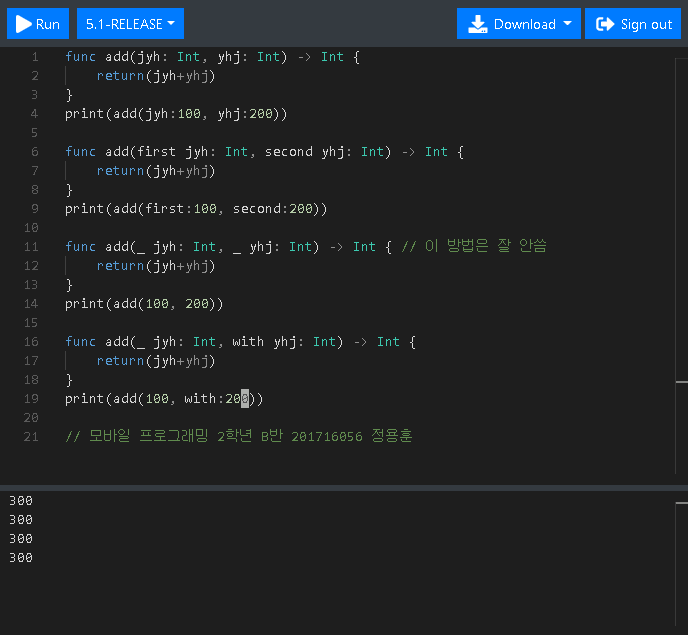 Run 5.1-RELEASE Download Sign out
1 func add(jyh: Int, yhj: Int) -> Int {
2 return(jyh+yhj)
3 }
4 print(add(jyh:100, yhj:200))
5
6 func add(first jyh: Int, second yhj: Int) -> Int {
7 return(jyh+yhj)
8 }
9 print(add(first:100, second:200))
10
11 func add(_ jyh: Int, _ yhj: Int) -> Int { // 이 방법은 잘 안씀
12 return(jyh+yhj)
13 }
14 print(add(100, 200))
15
16 func add(_ jyh: Int, with yhj: Int) -> Int {
17 return(jyh+yhj)
18 }
19 print(add(100, with:200))
20
21 // 모바일 프로그래밍 2학년 B반 201716056 정용훈
300
300
300
300